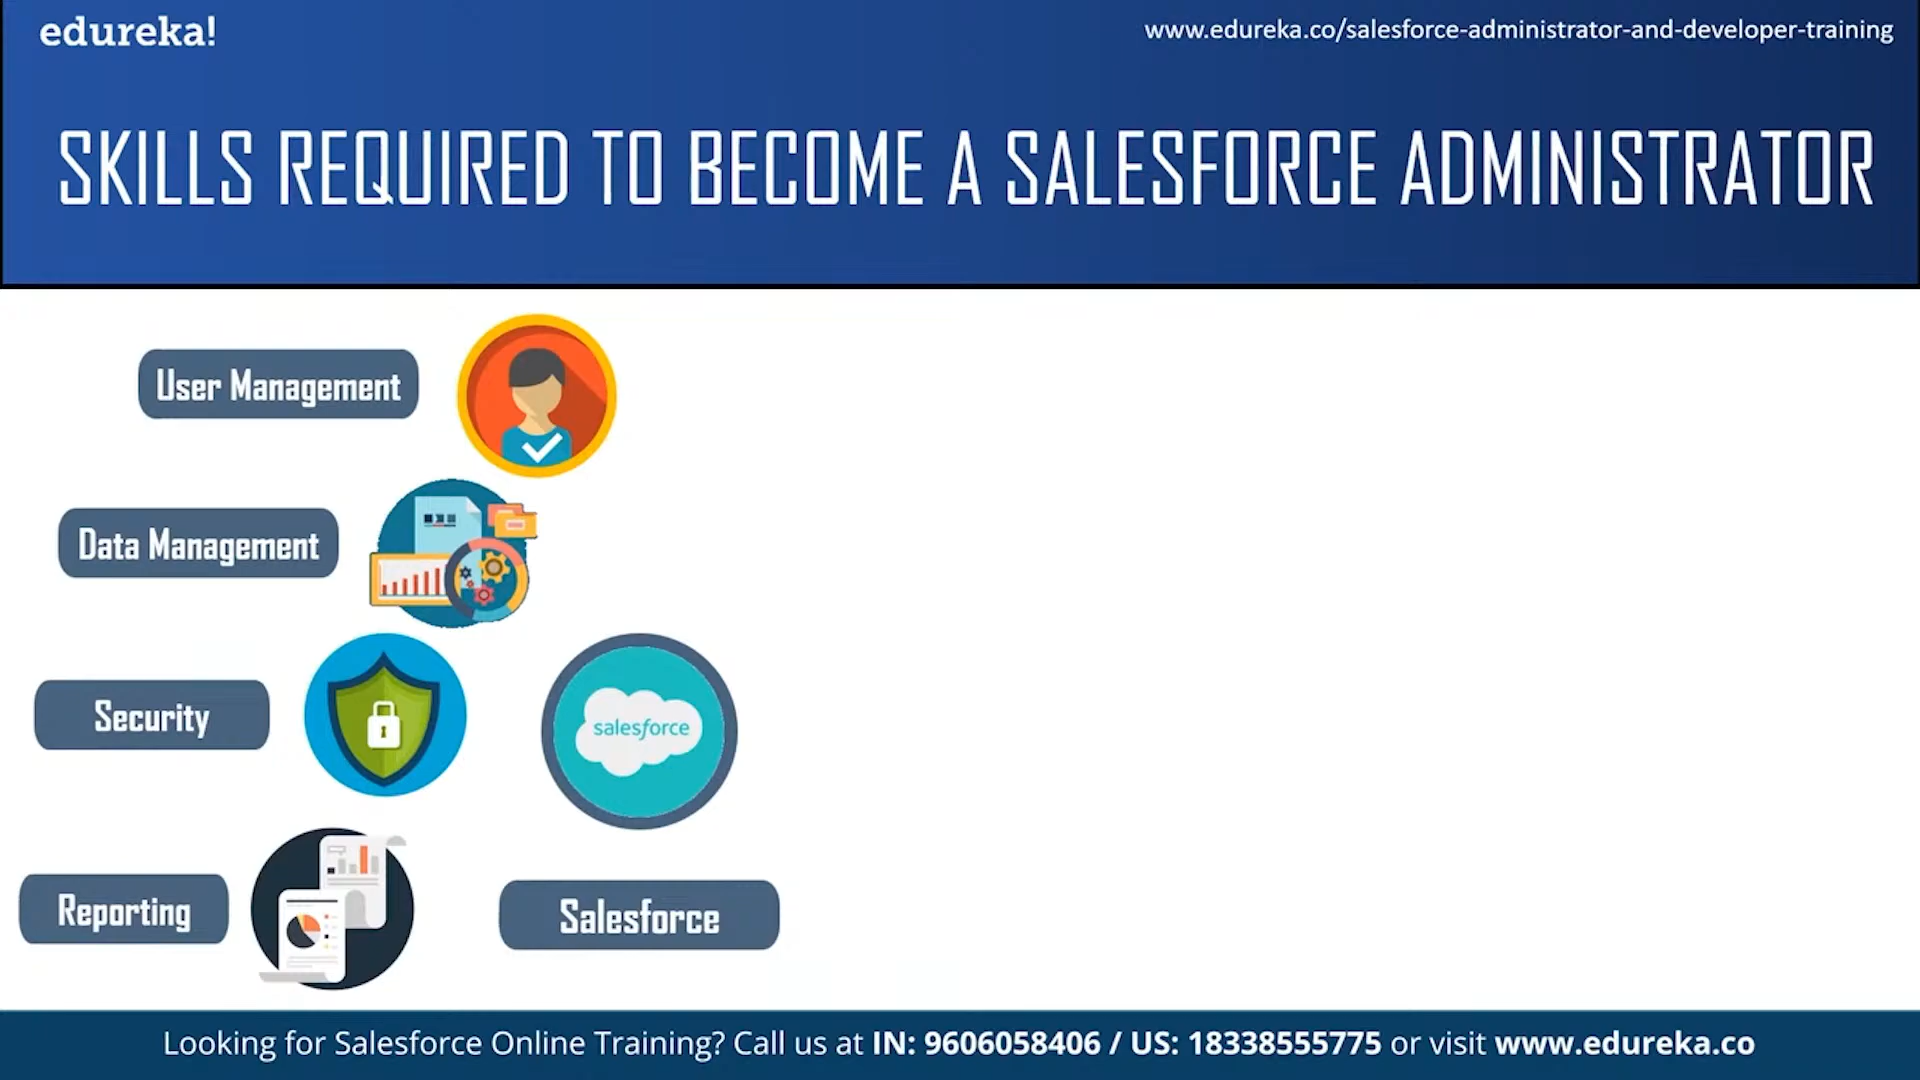 edureka!
www.edureka.co/salesforce-administrator-and-developer-training
SKILLS REQUIRED TO BECOME A SALESFORCE ADMINISTRATOR
User Management
Data Management
Security
salesforce
Reporting
Salesforce
Looking for Salesforce Online Training? Call us at IN: 9606058406 / US: 18338555775 or visit www.edureka.co